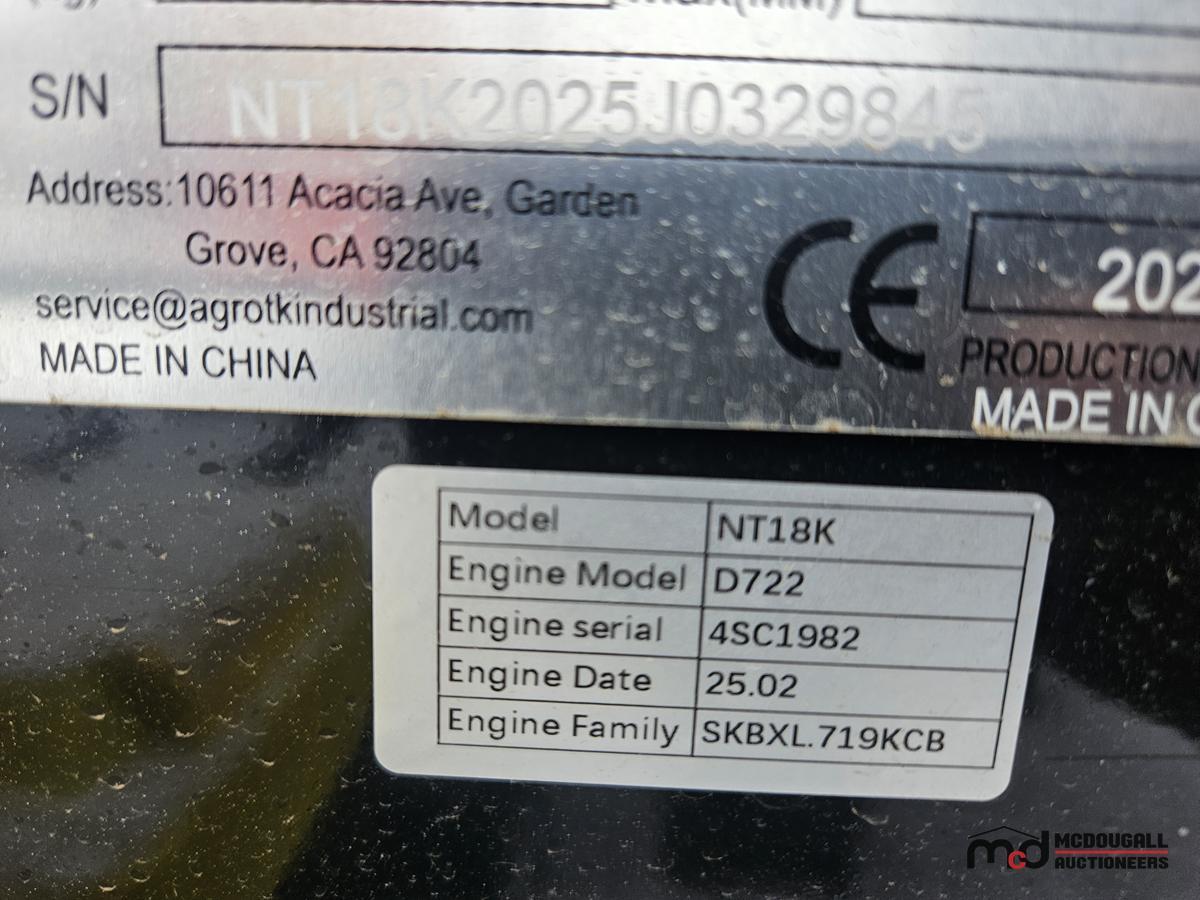 S/N NT18K2025J0329845
Address:10611 Acacia Ave, Garden
Grove, CA 92804
service@agrotkindustrial.com
MADE IN CHINA
CE
202
PRODUCTION
MADE IN C
Model NT18K
Engine Model D722
Engine serial 4SC1982
Engine Date 25.02
Engine Family SKBXL.719KCB
mcd MCDOUGALL
AUCTIONEERS